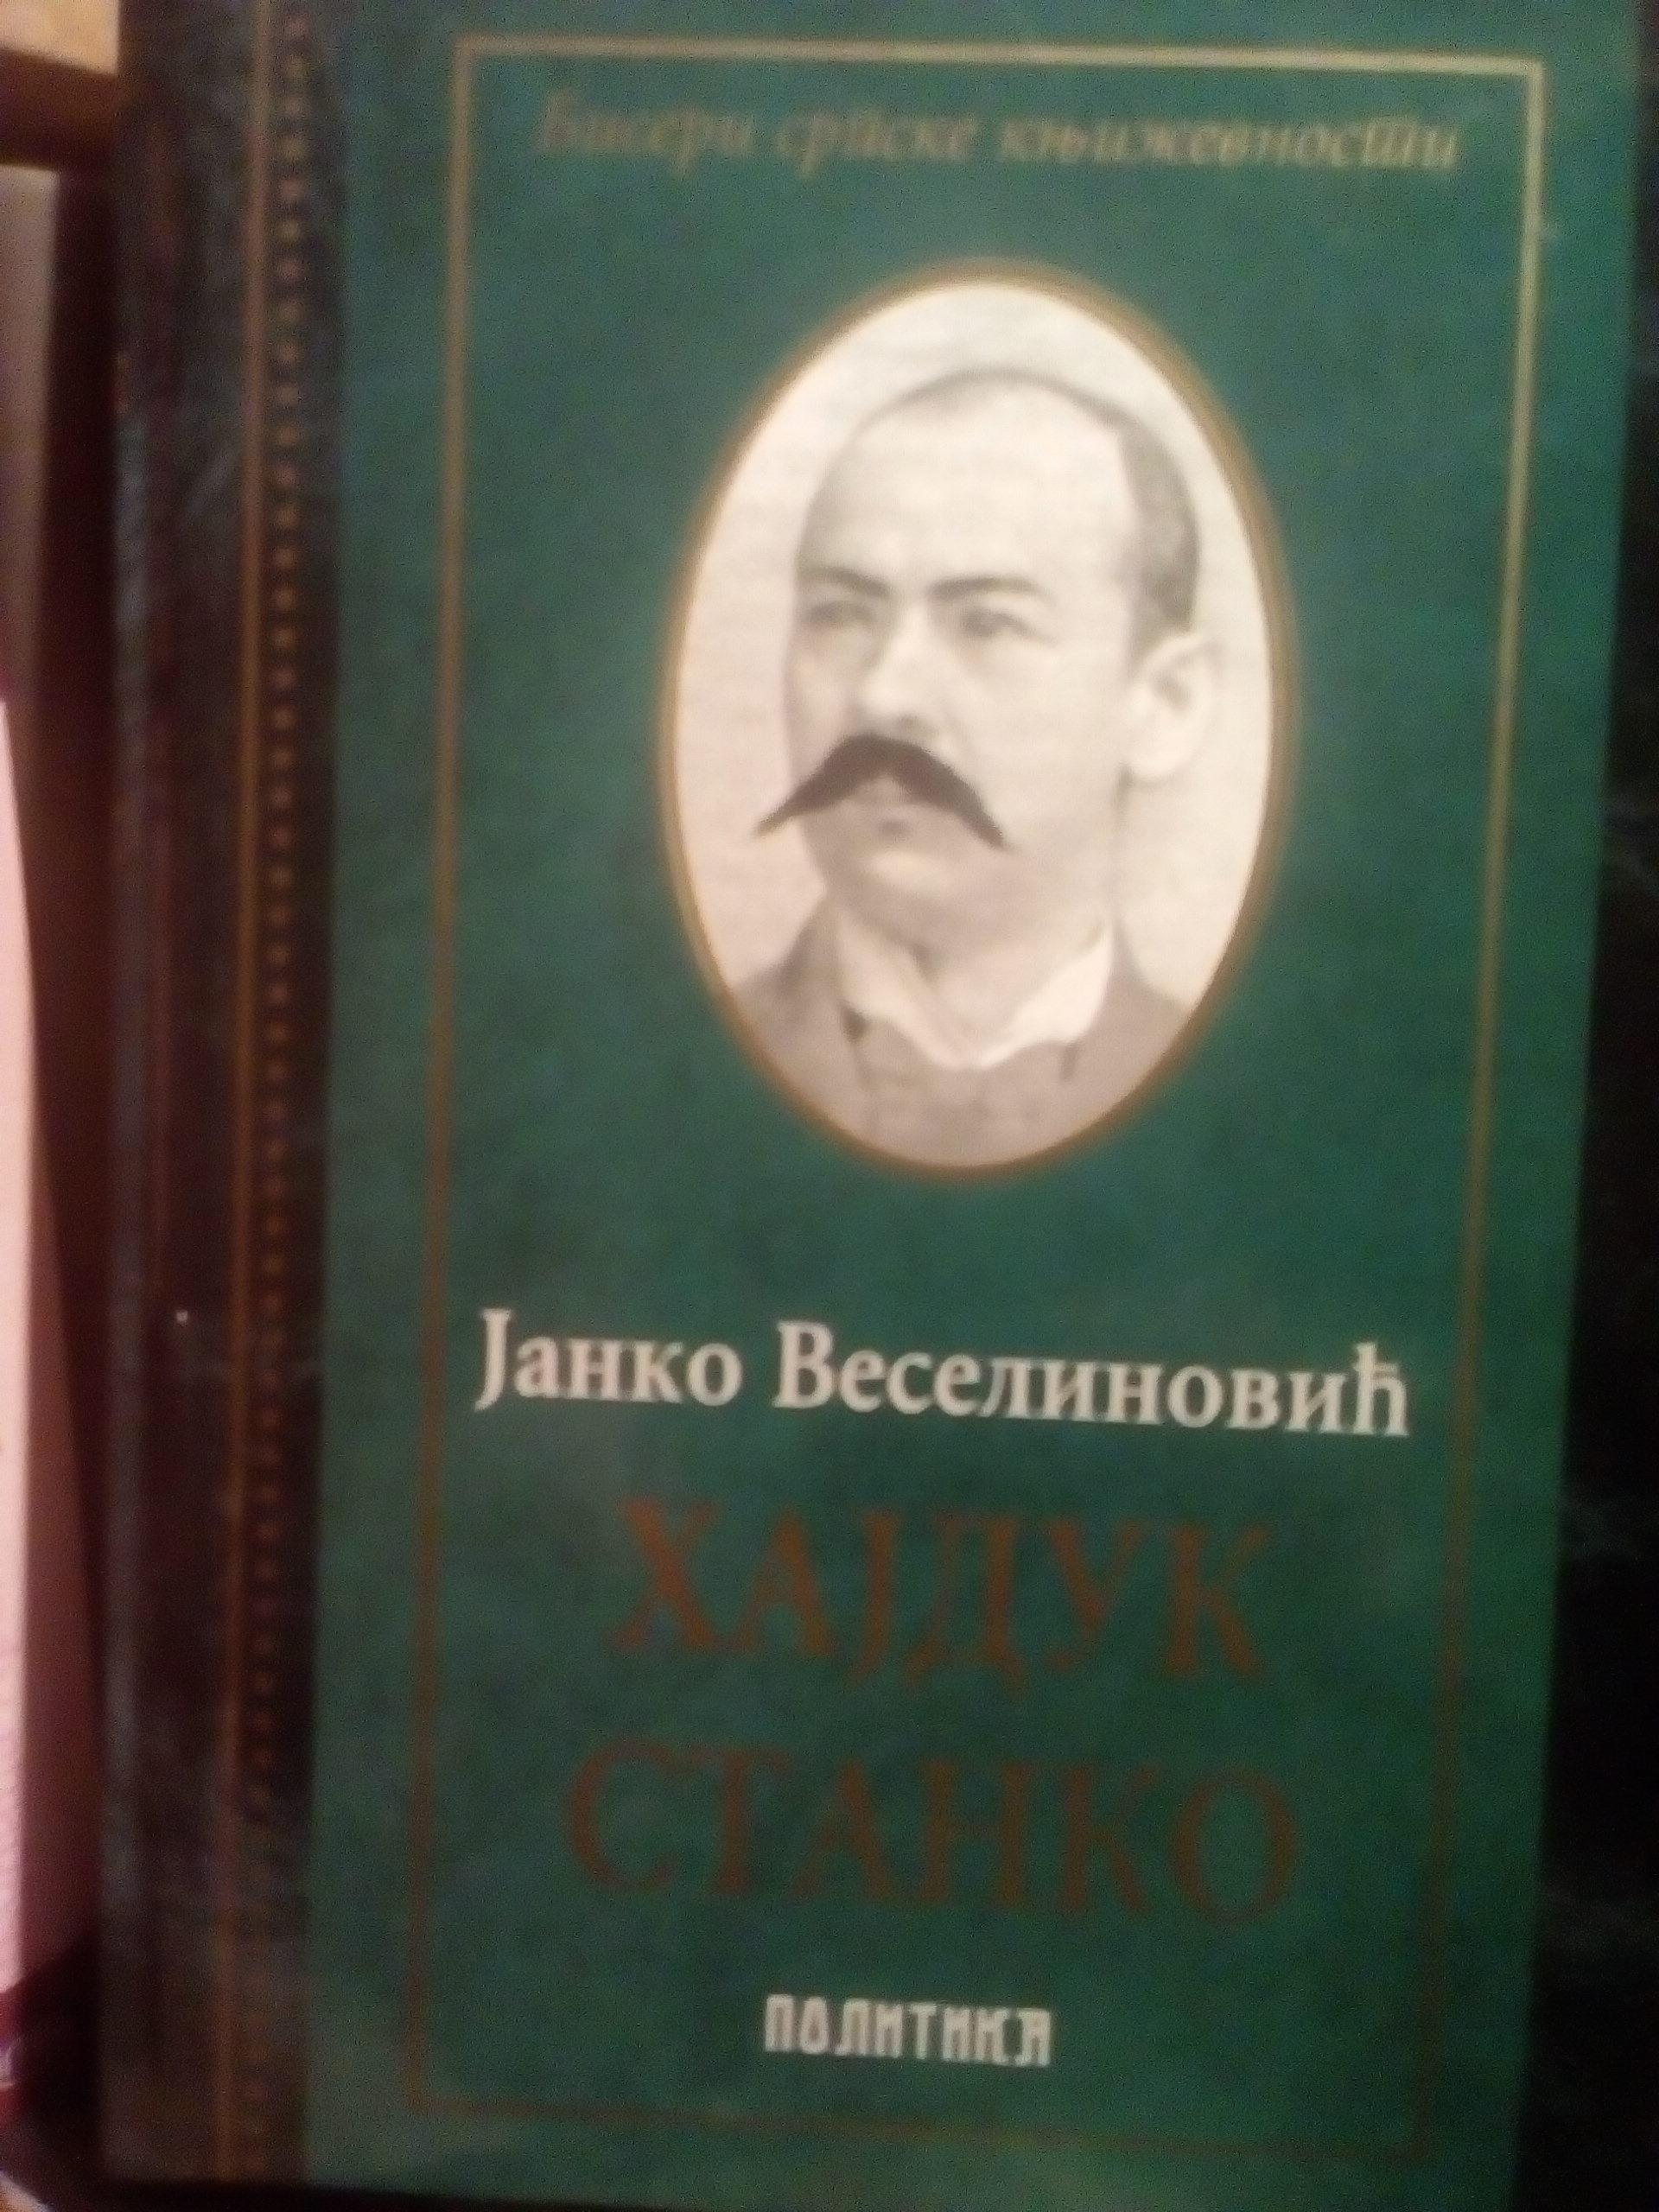 Бисери српске књижевности
Јанко Веселиновић
ХАЈДУК
СТАНКО
ПОЛИТИКА